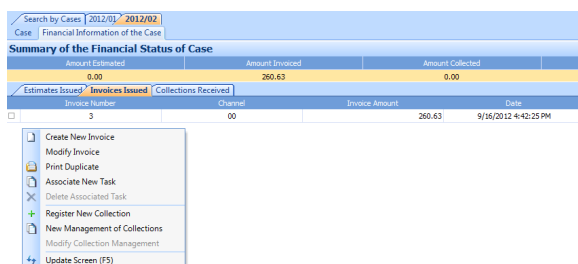 Search by Cases 2012/01 2012/02
Case Financial Information of the Case
Summary of the Financial Status of Case
Amount Estimated Amount Invoiced Amount Collected
0.00 260.63 0.00
Estimates Issued Invoices Issued Collections Received
Invoice Number Channel Invoice Amount Date
3 00 260.63 9/16/2012 4:42:25 PM
Create New Invoice
Modify Invoice
Print Duplicate
Associate New Task
Delete Associated Task
Register New Collection
New Management of Collections
Modify Collection Management
Update Screen (F5)